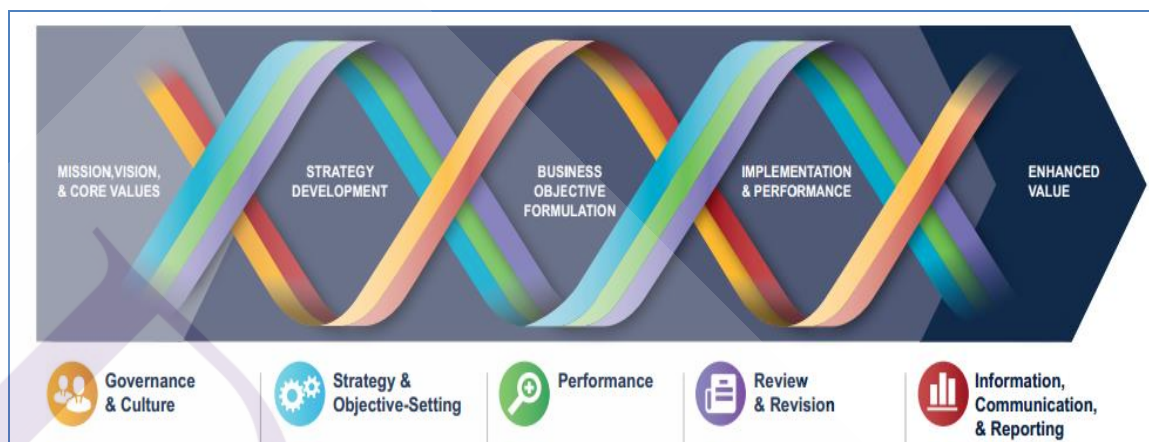 MISSION,VISION,
& CORE VALUES
STRATEGY
DEVELOPMENT
BUSINESS
OBJECTIVE
FORMULATION
IMPLEMENTATION
& PERFORMANCE
ENHANCED
VALUE
Governance
& Culture
Strategy &
Objective-Setting
Performance
Review
& Revision
Information,
Communication,
& Reporting